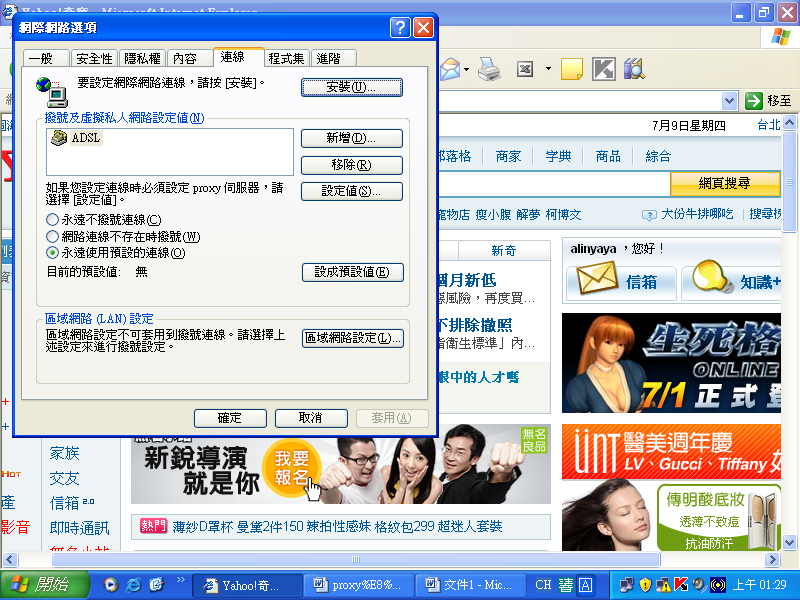 Yahoo!奇摩 - Microsoft Internet Explorer
網際網路選項
一般
安全性
隱私權
內容
連線
程式集
進階
要設定網際網路連線，請按 [安裝]。
安裝(U)...
撥號及虛擬私人網路設定值(N)
ADSL
新增(D)...
移除(R)
如果您設定連線時必須設定 proxy 伺服器，請
選擇 [設定值]。
設定值(S)...
永遠不撥號連線(C)
網路連線不存在時撥號(W)
永遠使用預設的連線(O)
目前的預設值: 無
設成預設值(E)
區域網路 (LAN) 設定
區域網路設定不可套用到撥號連線。請選擇上
述設定來進行撥號設定。
區域網路設定(L)...
確定
取消
套用(A)
移至
7月9日星期四
台北
部落格
商家
字典
商品
綜合
網頁搜尋
寵物店 瘦小腹 解夢 柯博文
大份牛排哪吃
搜尋
新奇
個月新低
風險，再度買...
不排除撤照
指衛生標準」內...
眼中的人才嗎
alinyaya ，您好！
信箱
知識+
生死格
ONLINE
7/1 正式登
家族
交友
信箱 2.0
即時通訊
HOT
影音
新銳導演
就是你
我要
報名
無名
良品
熱門 薄紗D罩杯 曼黛2件150 辣拍性感妹 格紋包299 超迷人套裝
ÜNT 醫美週年慶
LV、Gucci、Tiffany
傳明酸底妝
透薄不致痘
抗油防汗
開始
Yahoo!奇...
proxy%E8%...
文件1 - Mic...
CH
A
上午 01:29